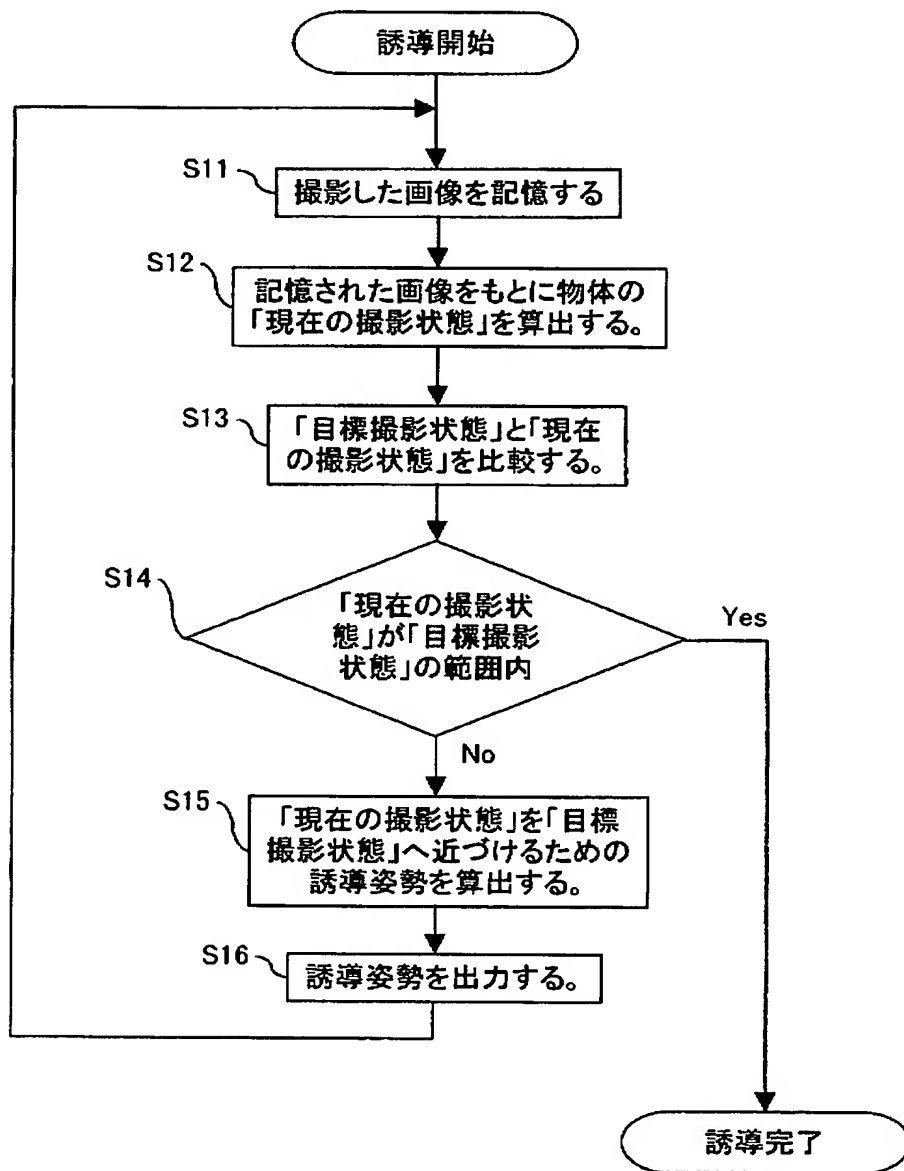 誘導開始
S11
撮影した画像を記憶する
S12
記憶された画像をもとに物体の
「現在の撮影状態」を算出する。
S13
「目標撮影状態」と「現在
の撮影状態」を比較する。
S14
「現在の撮影状
態」が「目標撮影
状態」の範囲内
Yes
No
S15
「現在の撮影状態」を「目標
撮影状態」へ近づけるための
誘導姿勢を算出する。
S16
誘導姿勢を出力する。
誘導完了